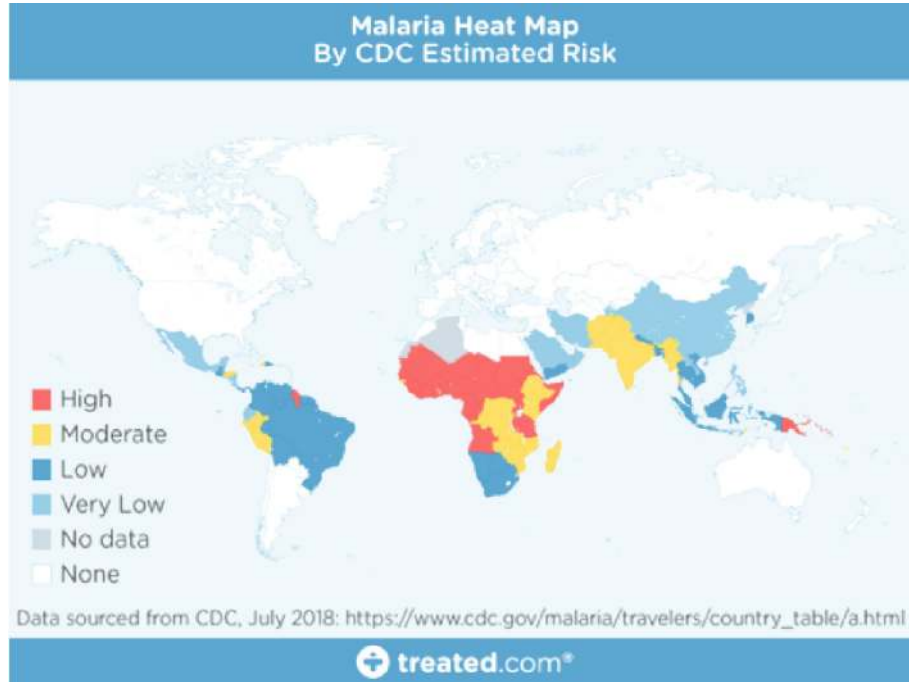 Malaria Heat Map
By CDC Estimated Risk
High
Moderate
Low
Very Low
No data
None
Data sourced from CDC, July 2018: https://www.cdc.gov/malaria/travelers/country_table/a.html
treated.com®